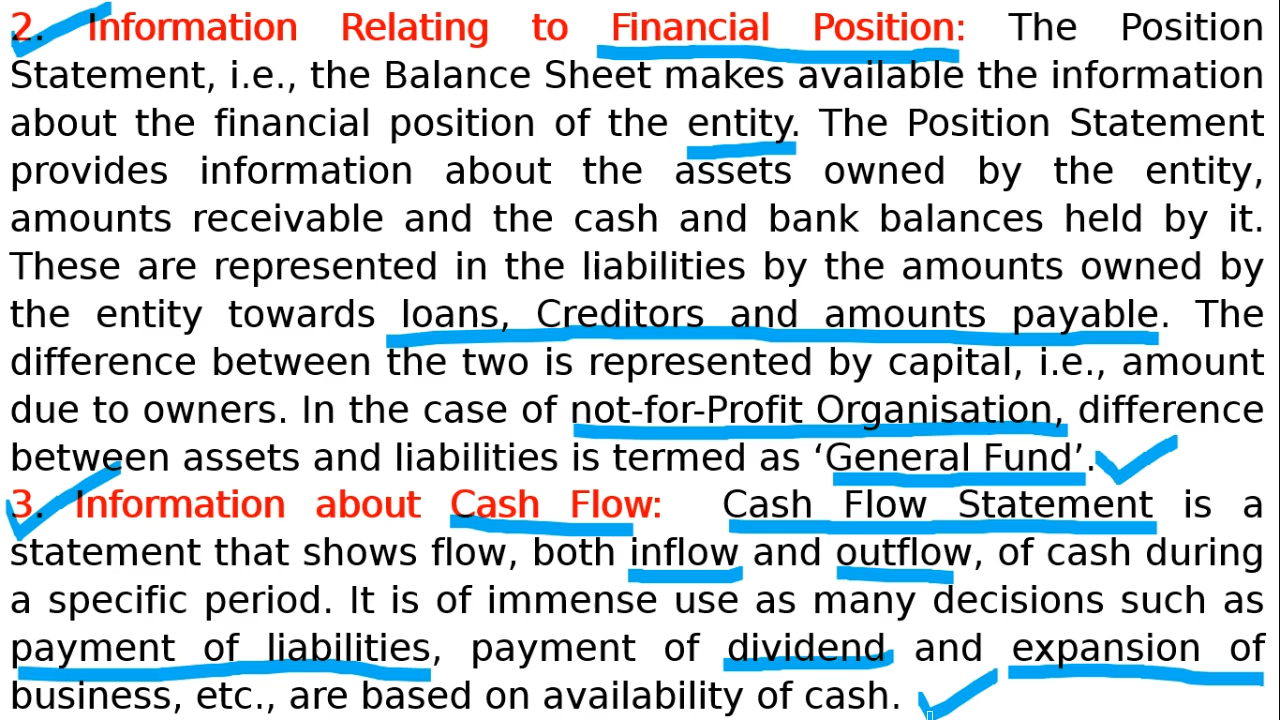 2. Information Relating to Financial Position: The Position
Statement, i.e., the Balance Sheet makes available the information
about the financial position of the entity. The Position Statement
provides information about the assets owned by the entity,
amounts receivable and the cash and bank balances held by it.
These are represented in the liabilities by the amounts owned by
the entity towards loans, Creditors and amounts payable. The
difference between the two is represented by capital, i.e., amount
due to owners. In the case of not-for-Profit Organisation, difference
between assets and liabilities is termed as ‘General Fund’.
3. Information about Cash Flow: Cash Flow Statement is a
statement that shows flow, both inflow and outflow, of cash during
a specific period. It is of immense use as many decisions such as
payment of liabilities, payment of dividend and expansion of
business, etc., are based on availability of cash.